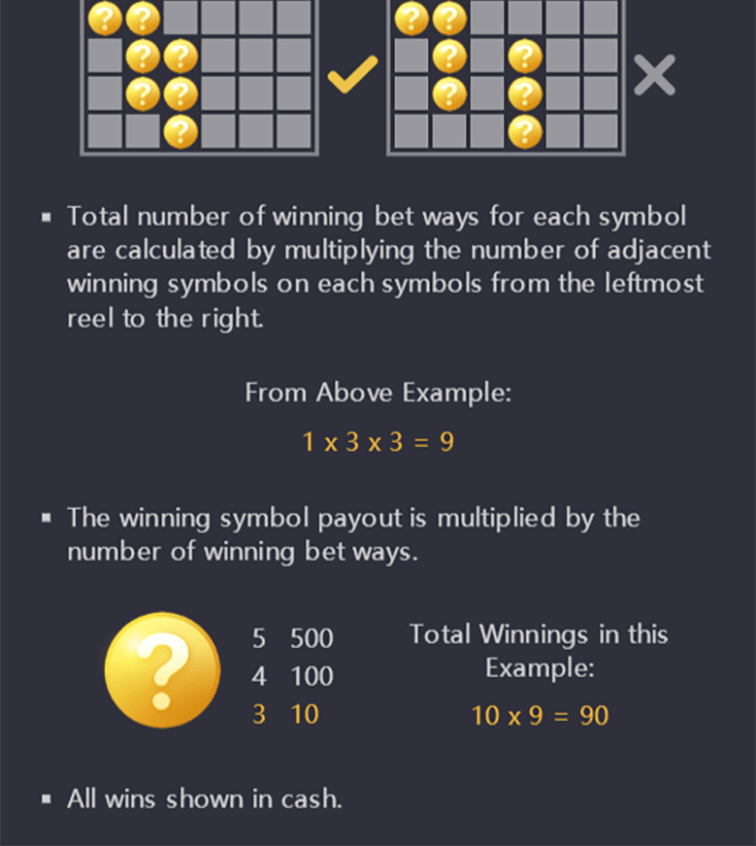 Total number of winning bet ways for each symbol
are calculated by multiplying the number of adjacent
winning symbols on each symbols from the leftmost
reel to the right.
From Above Example:
1 x 3 x 3 = 9
The winning symbol payout is multiplied by the
number of winning bet ways.
?
5 500
4 100
3 10
Total Winnings in this
Example:
10 x 9 = 90
All wins shown in cash.